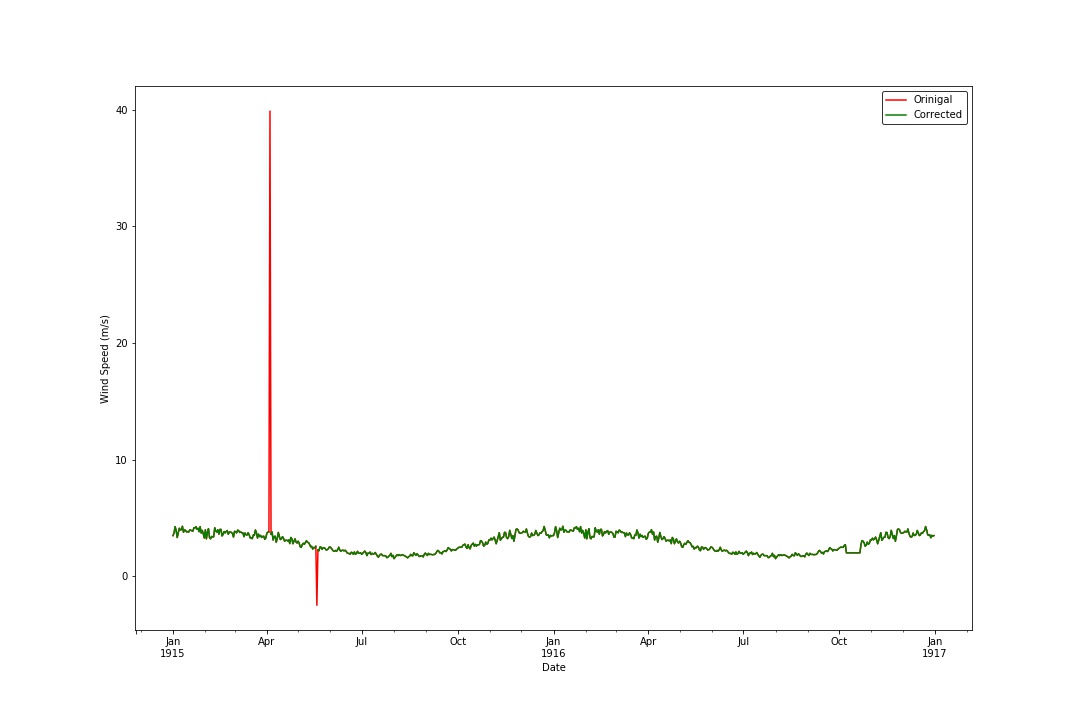 Orinigal
Corrected
40
30
20
10
0
Wind Speed (m/s)
Jan Apr Jul Oct Jan Apr Jul Oct Jan
1915 1916 1917
Date